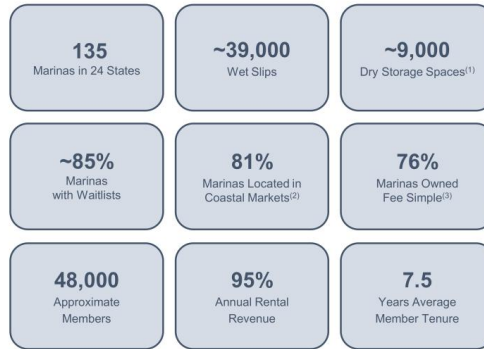 135
Marinas in 24 States
~39,000
Wet Slips
~9,000
Dry Storage Spaces(1)
~85%
Marinas
with Waitlists
81%
Marinas Located in
Coastal Markets(2)
76%
Marinas Owned
Fee Simple(3)
48,000
Approximate
Members
95%
Annual Rental
Revenue
7.5
Years Average
Member Tenure